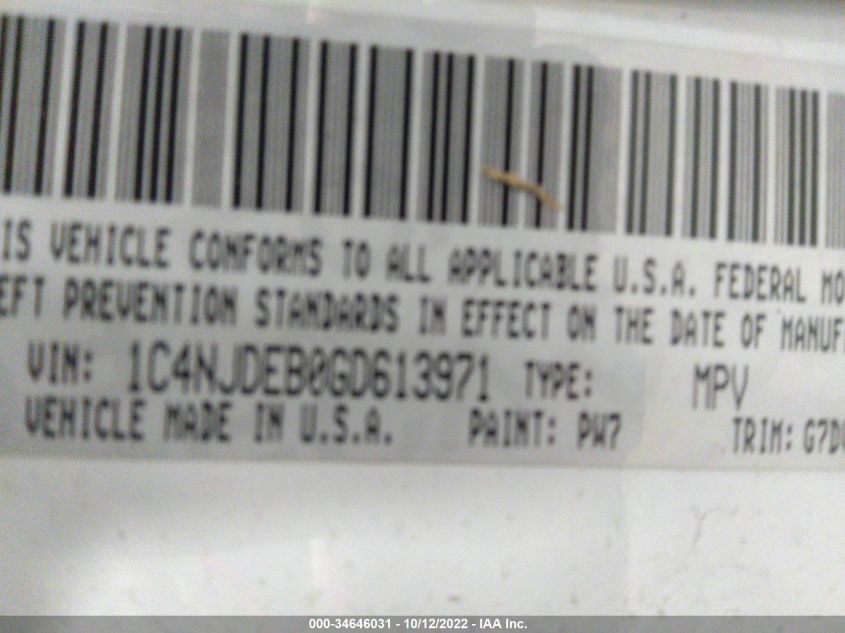 IS VEHICLE CONFORMS TO ALL APPLICABLE U.S.A. FEDERAL MO
EFT PREVENTION STANDARDS IN EFFECT ON THE DATE OF MANUF
VIN: 1C4NJDEB0GD613971 TYPE: MPV
VEHICLE MADE IN U.S.A. PAINT: PW7 TRIM: G7D
000-34646031 - 10/12/2022 - IAA Inc.